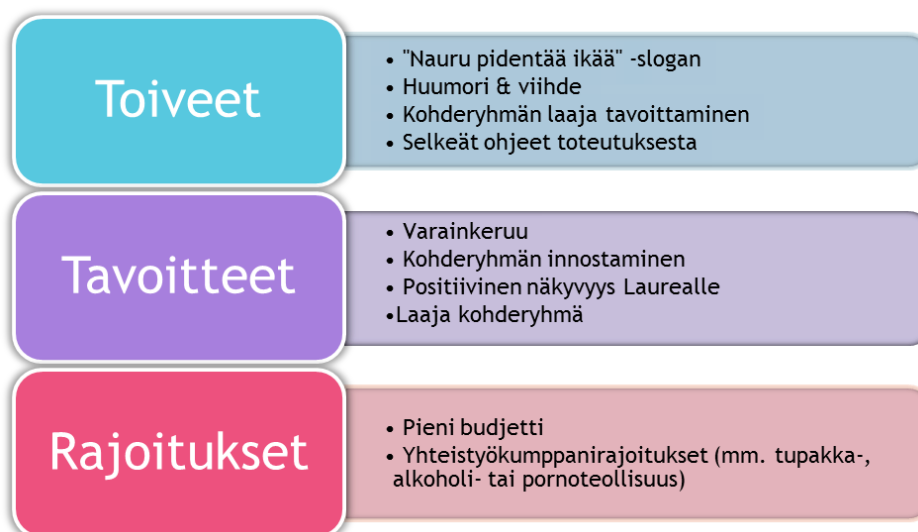 Toiveet
• "Nauru pidentää ikää" -slogan
• Huumori & viihde
• Kohderyhmän laaja tavoittaminen
• Selkeät ohjeet toteutuksesta
Tavoitteet
• Varainkeruu
• Kohderyhmän innostaminen
• Positiivinen näkyvyys Laurealle
•Laaja kohderyhmä
Rajoitukset
• Pieni budjetti
• Yhteistyökumppanirajoitukset (mm. tupakka-,
alkoholi- tai pornoteollisuus)